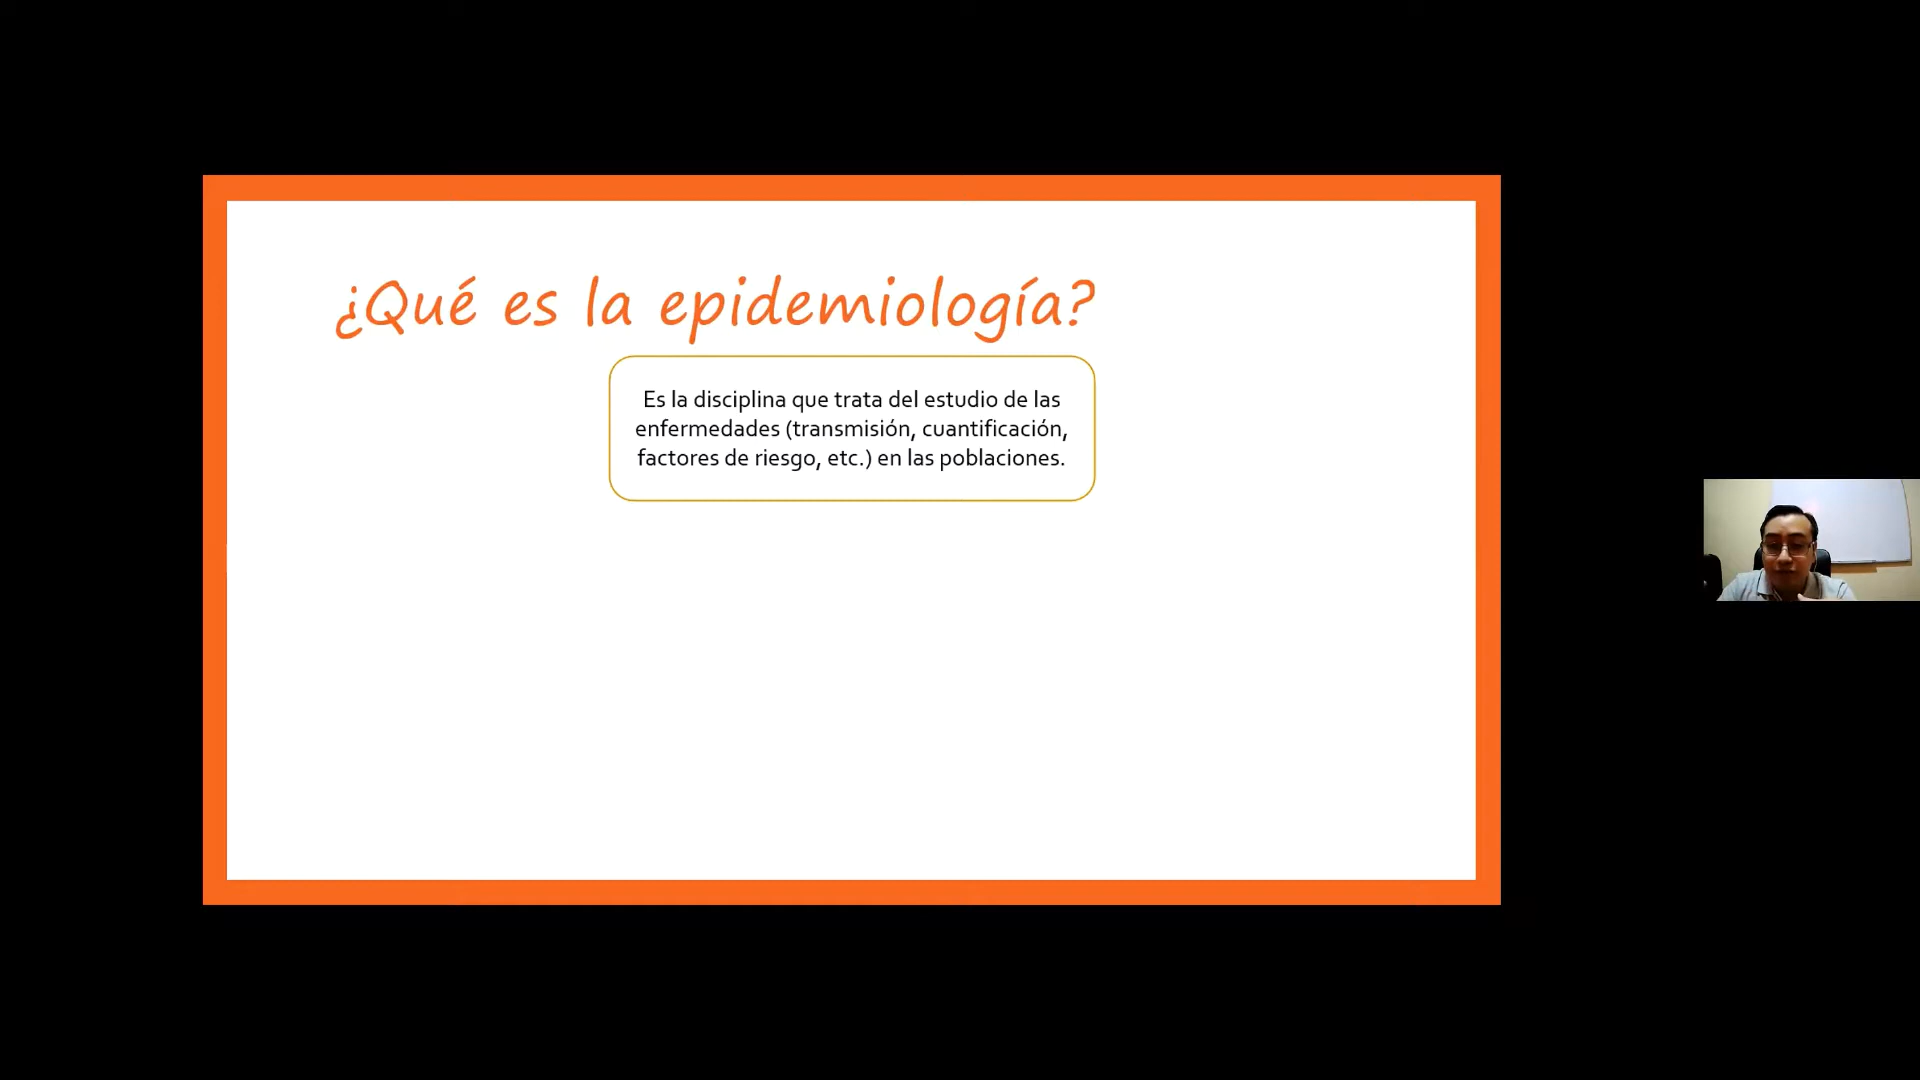 ¿Qué es la epidemiología?
Es la disciplina que trata del estudio de las
enfermedades (transmisión, cuantificación,
factores de riesgo, etc.) en las poblaciones.